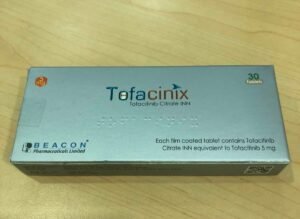 30
Tablets
Tofacinix
Tofacitinib Citrate INN
BEACON
Pharmaceuticals Limited
Each film coated tablet contains Tofacitinib
Citrate INN equivalent to Tofacitinib 5 mg